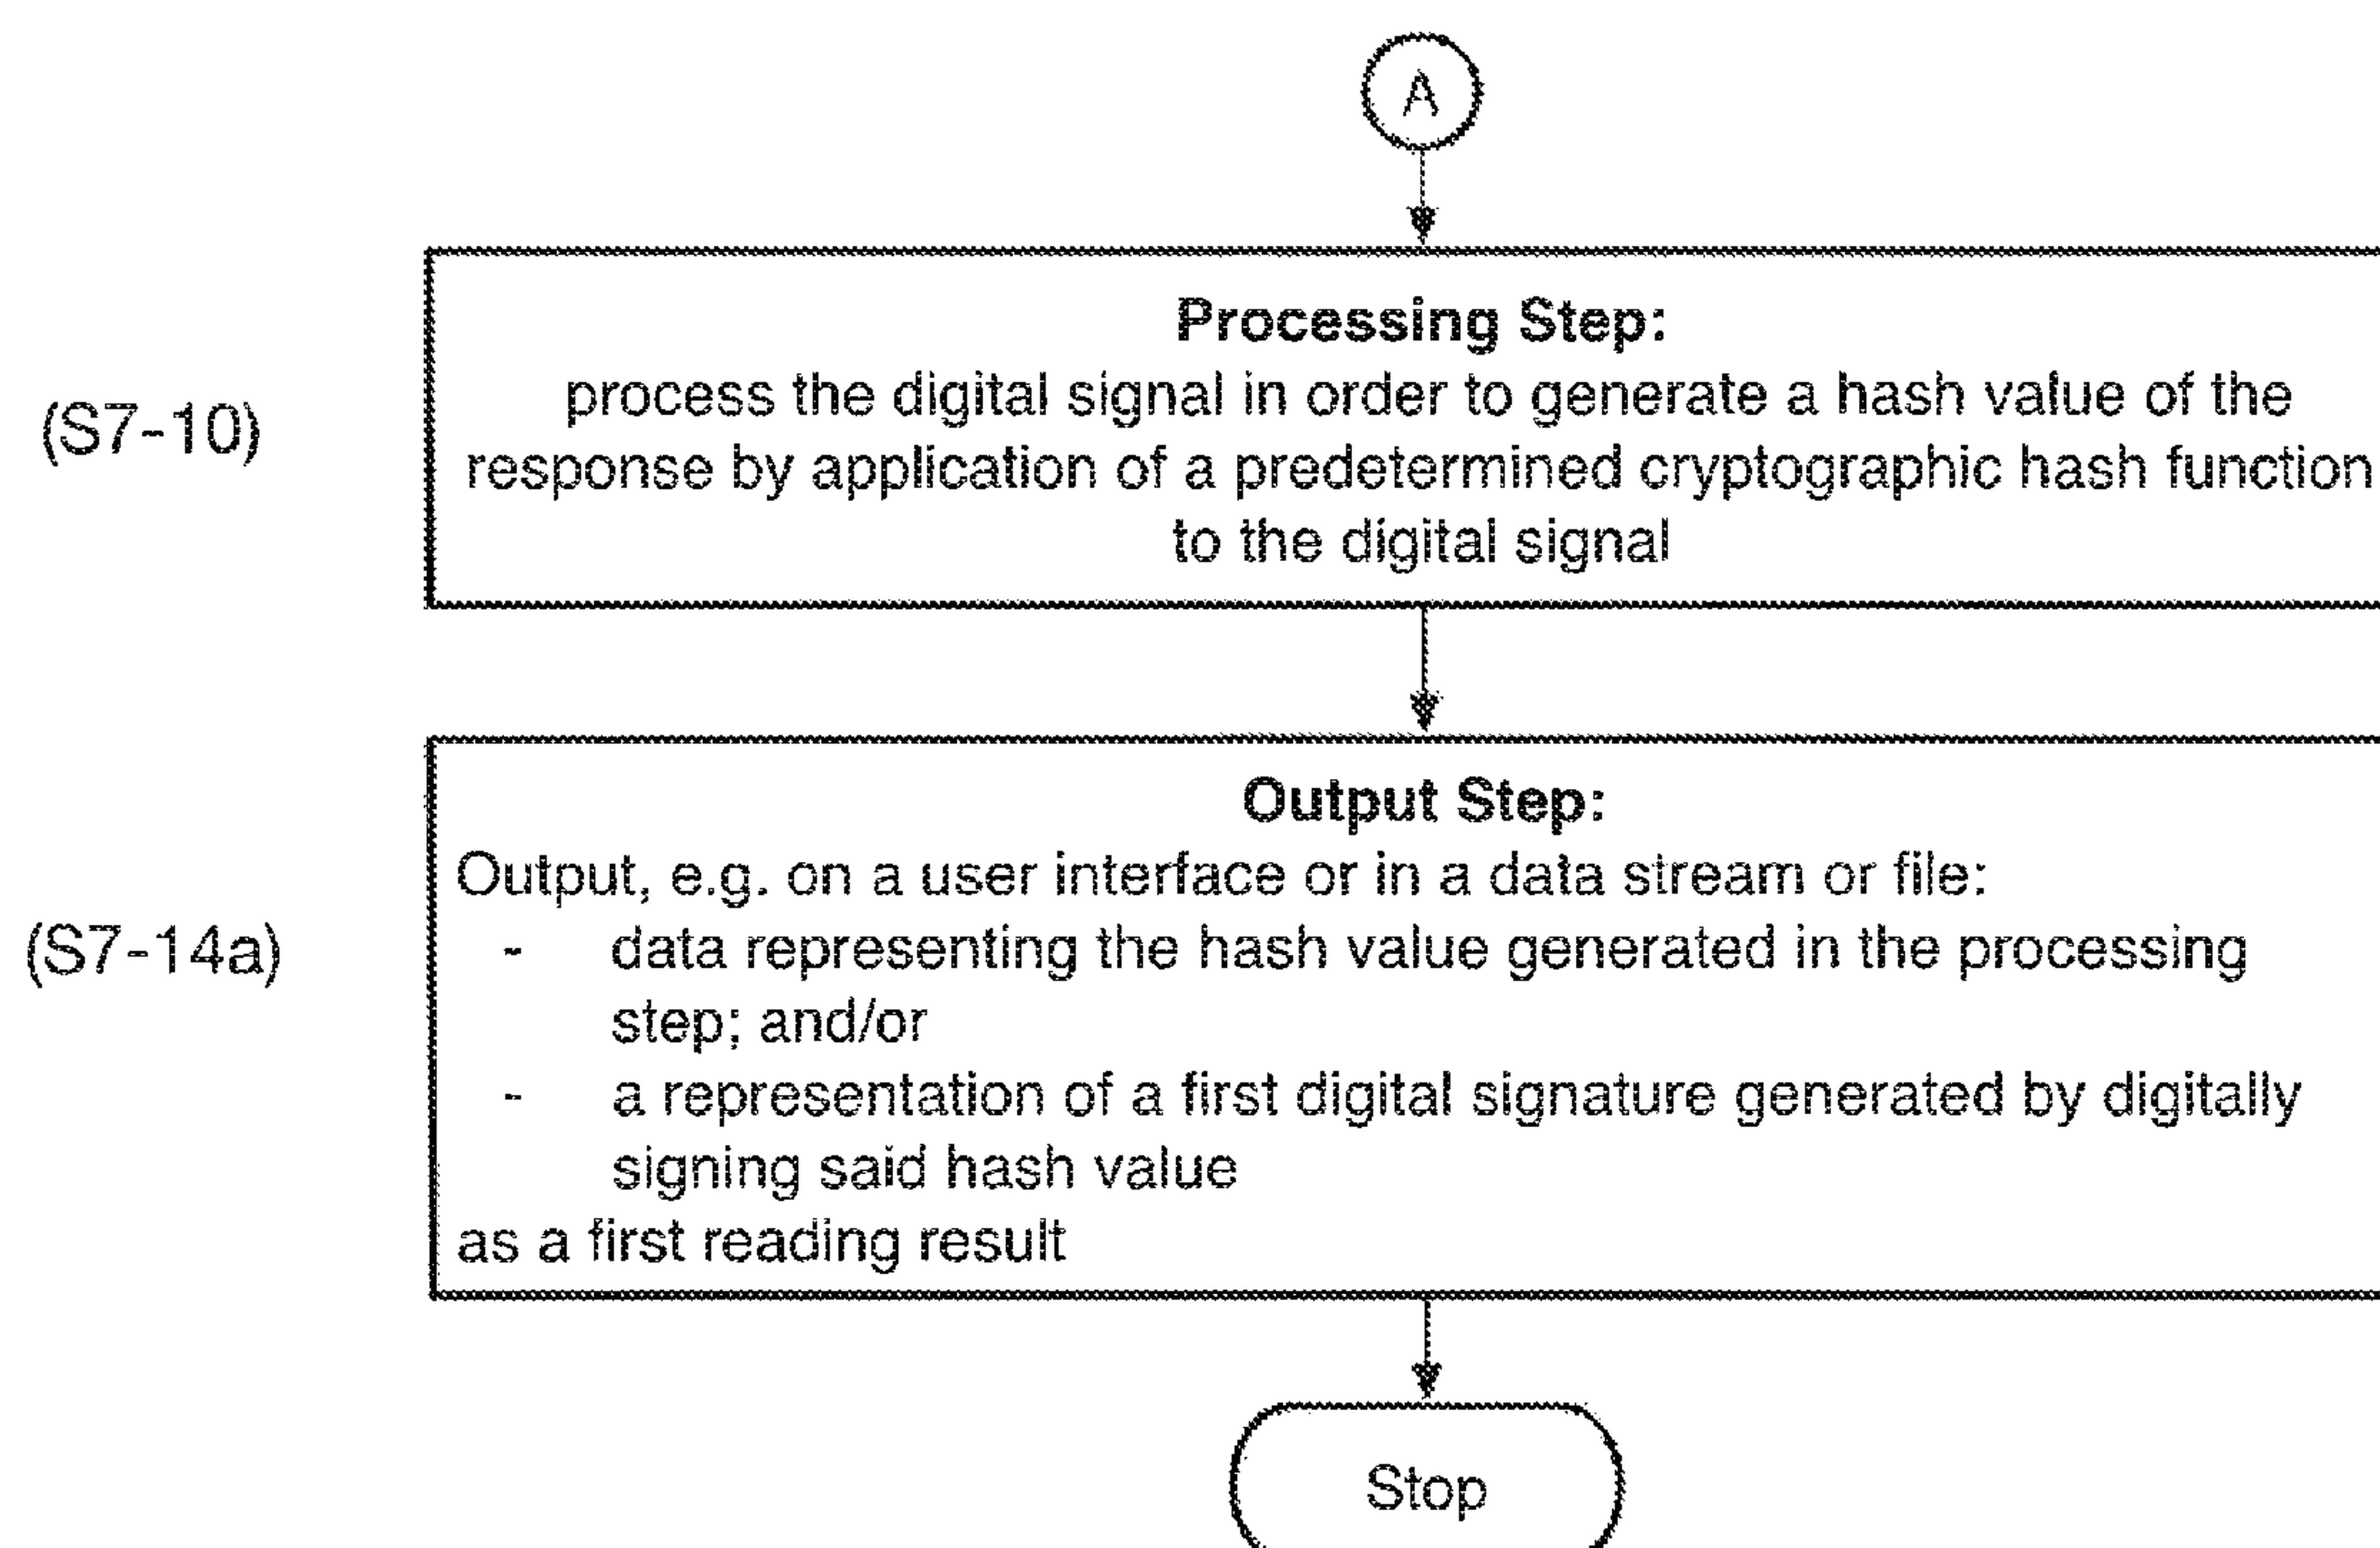 A
Processing Step:
(S7-10)
process the digital signal in order to generate a hash value of the
response by application of a predetermined cryptographic hash function
to the digital signal
Output Step:
Output, e.g. on a user interface or in a data stream or file:
(S7-14a)
- data representing the hash value generated in the processing
step; and/or
- a representation of a first digital signature generated by digitally
signing said hash value
as a first reading result
Stop